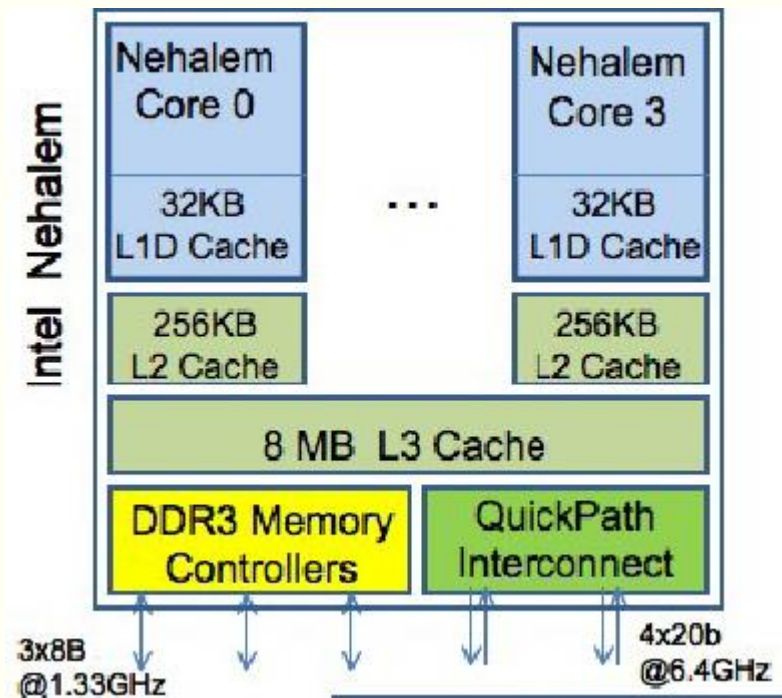 Intel Nehalem
Nehalem
Core 0
32KB
L1D Cache
256KB
L2 Cache
...
Nehalem
Core 3
32KB
L1D Cache
256KB
L2 Cache
8 MB L3 Cache
DDR3 Memory
Controllers
QuickPath
Interconnect
3x8B
@1.33GHz
4x20b
@6.4GHz